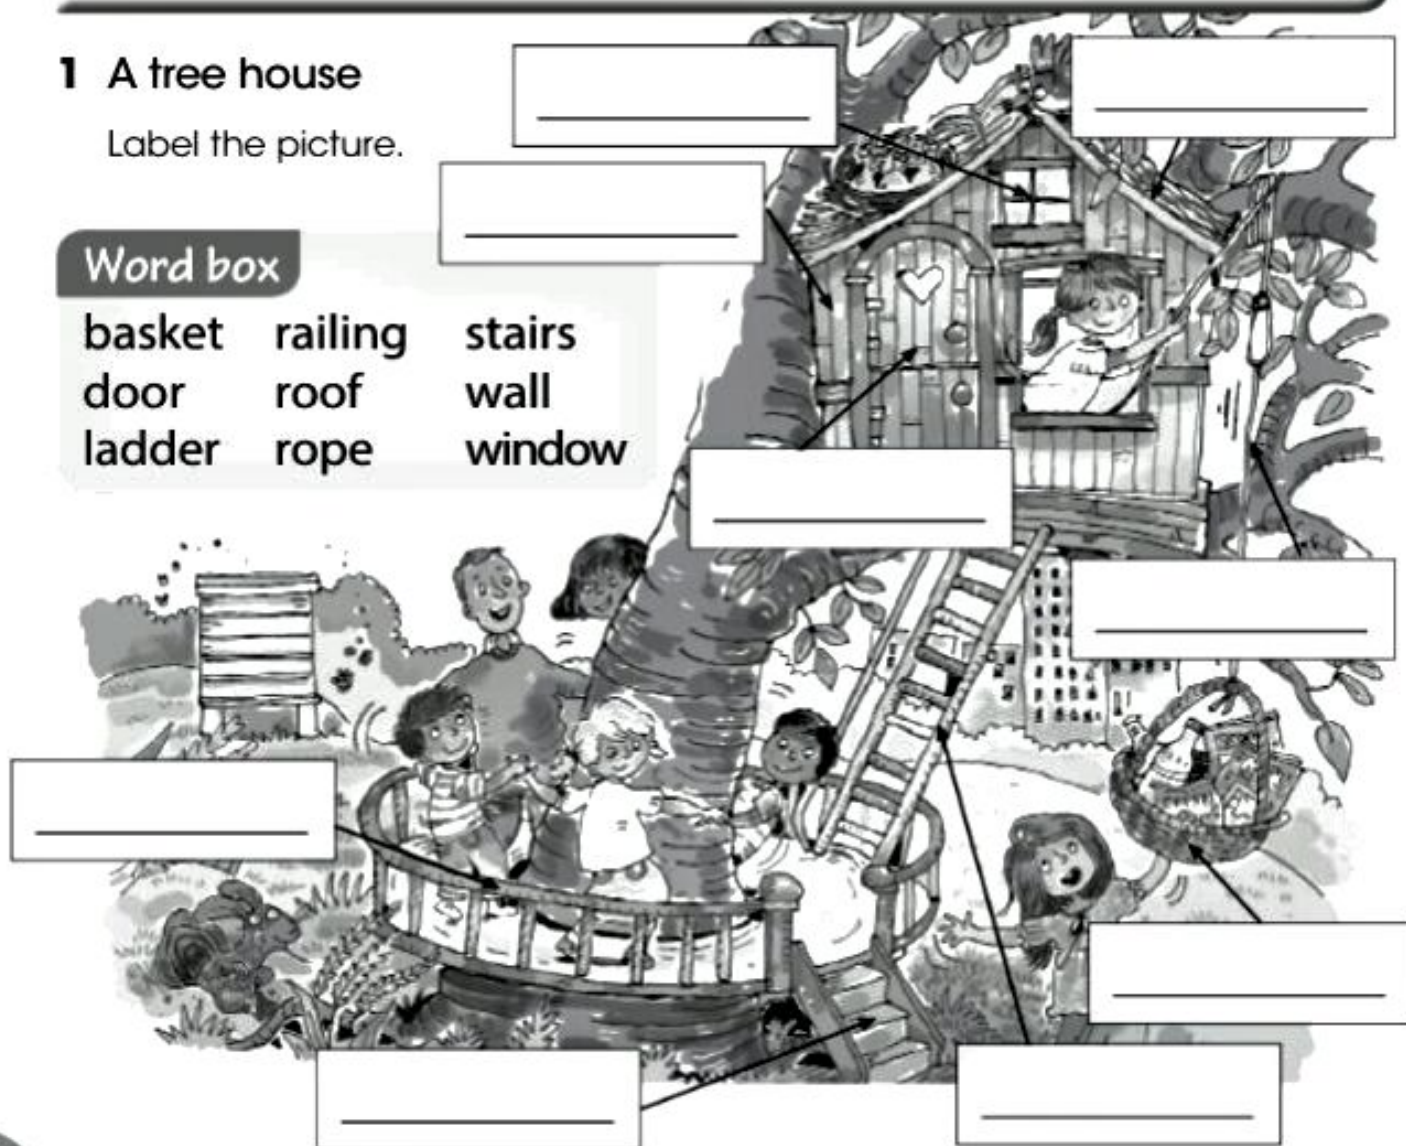 1 A tree house
Label the picture.
Word box
basket railing stairs
door roof wall
ladder rope window